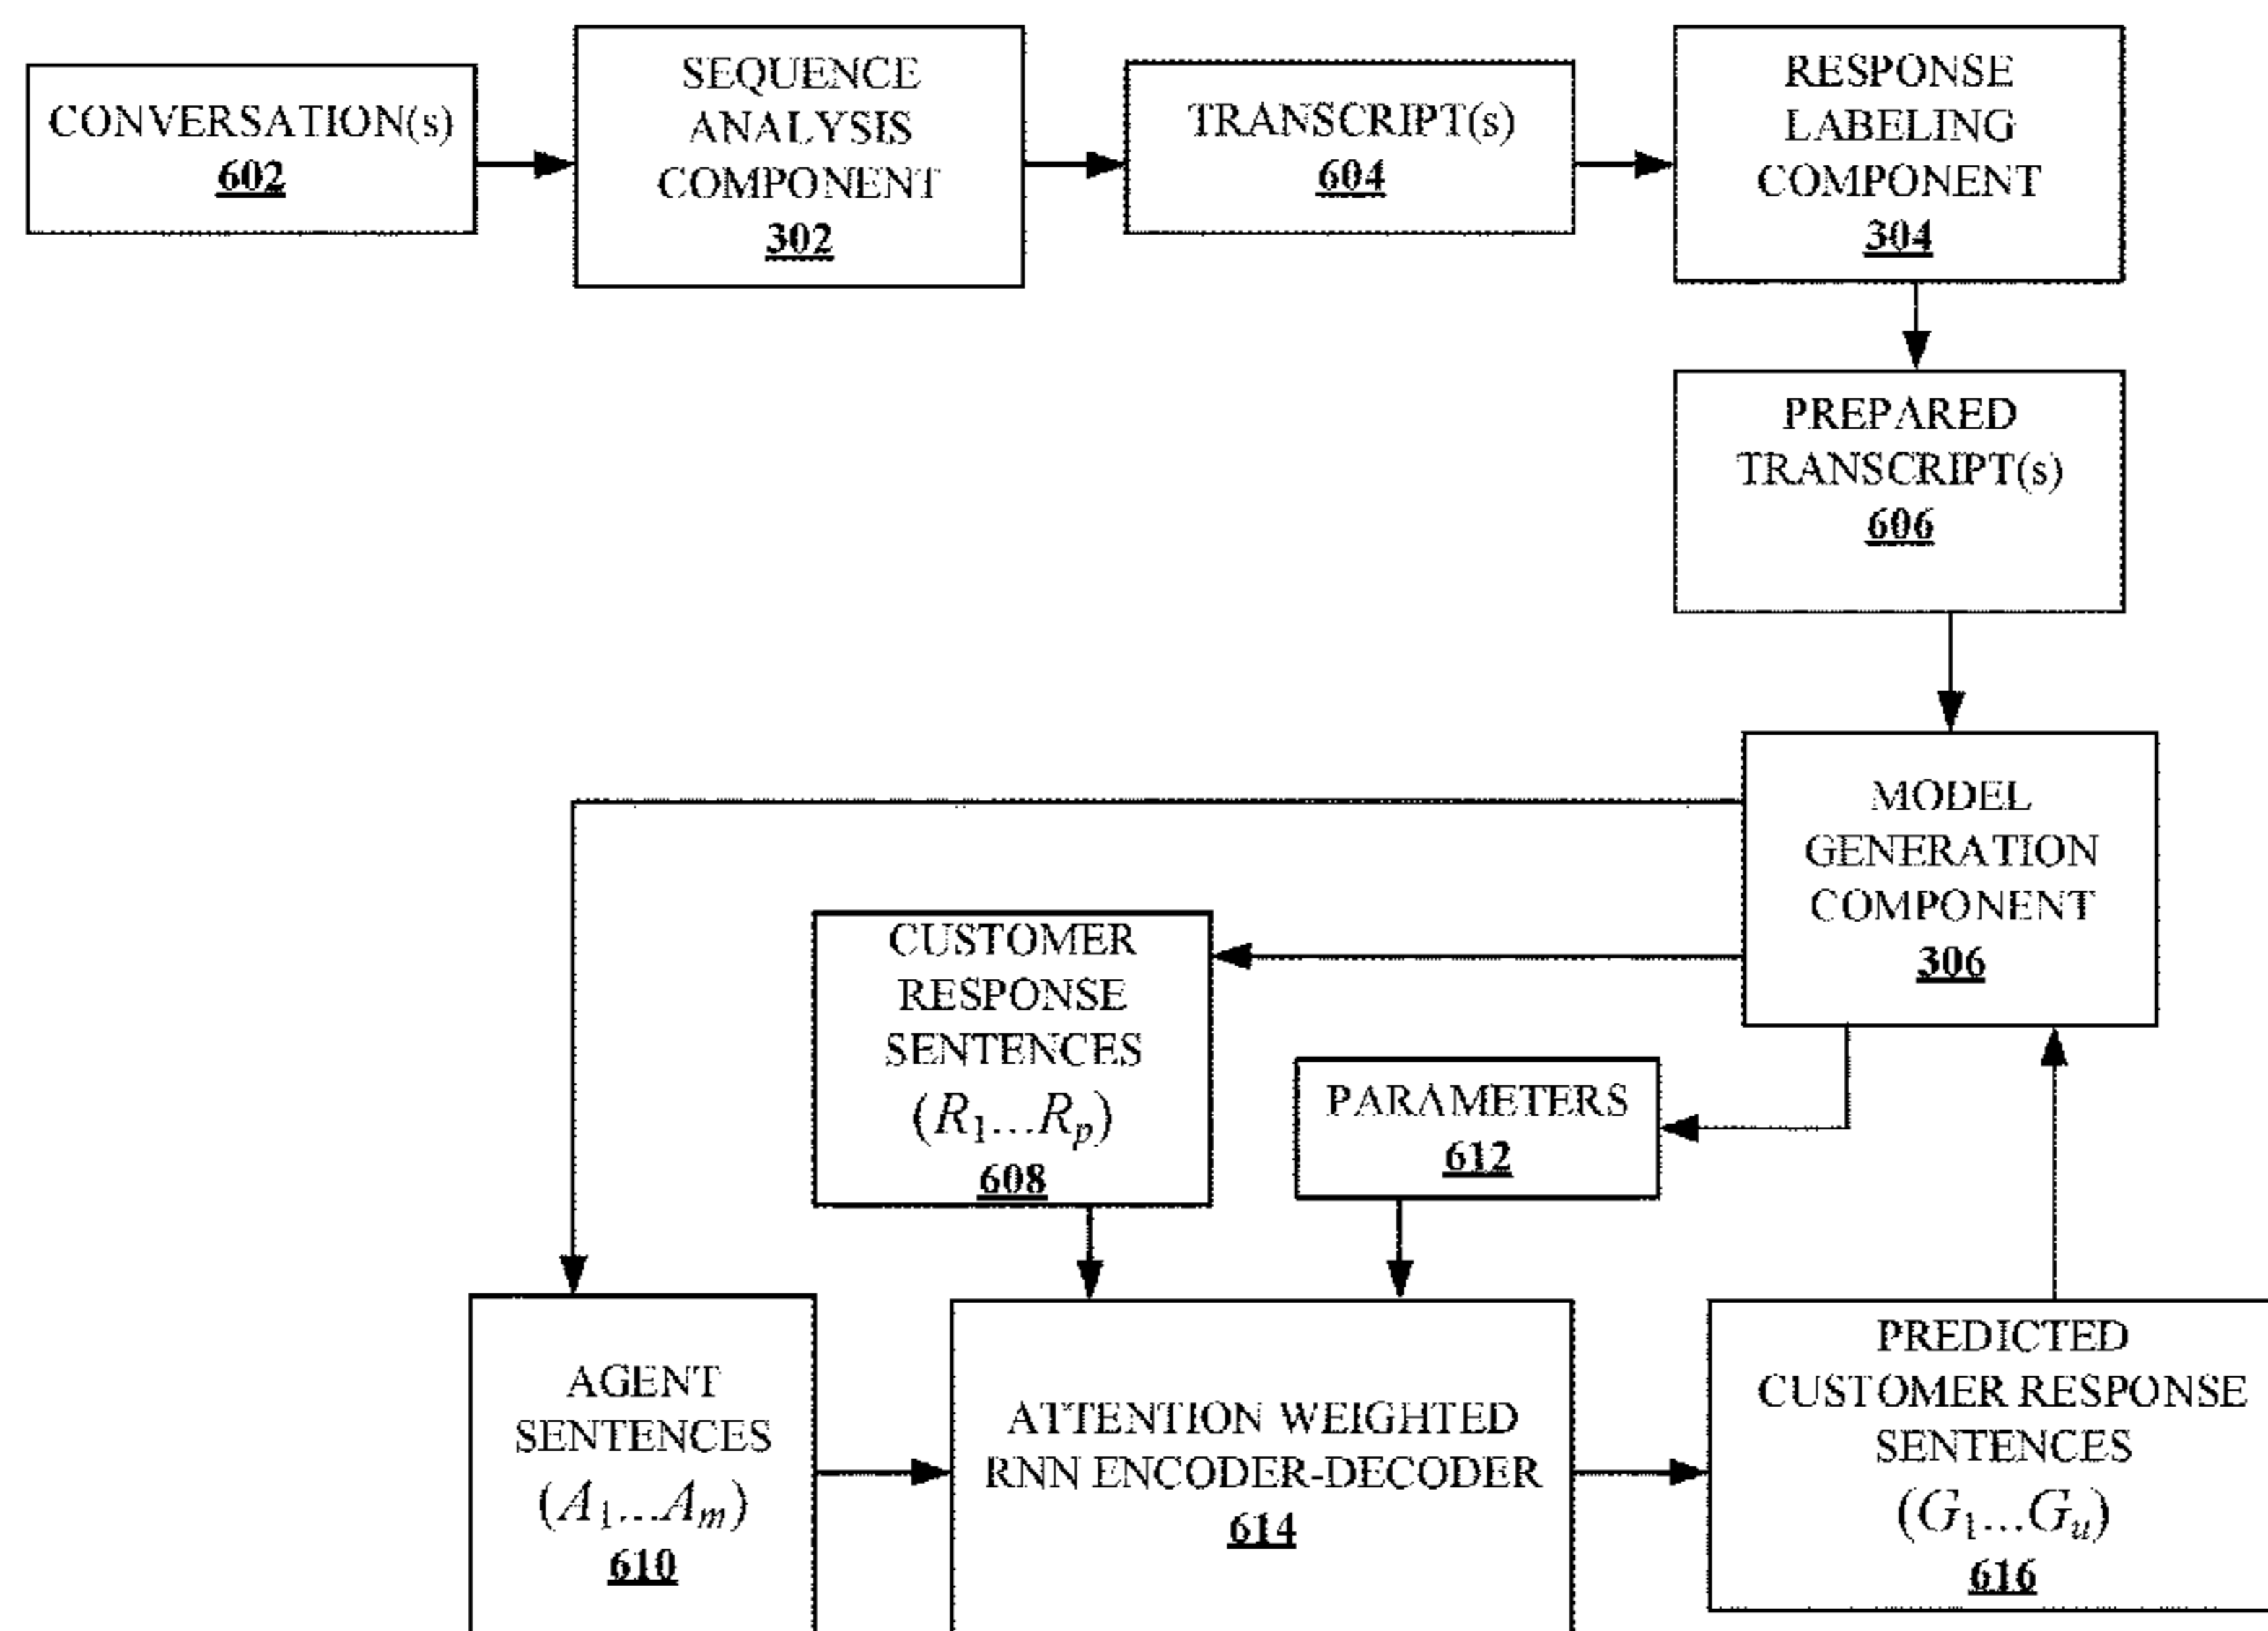 CONVERSATION(s)
602
SEQUENCE
ANALYSIS
COMPONENT
302
TRANSCRIPT(s)
604
RESPONSE
LABELING
COMPONENT
304
PREPARED
TRANSCRIPT(s)
606
MODEL
GENERATION
COMPONENT
306
CUSTOMER
RESPONSE
SENTENCES
(R1...Rp)
608
PARAMETERS
612
AGENT
SENTENCES
(A1...Am)
610
ATTENTION WEIGHTED
RNN ENCODER-DECODER
614
PREDICTED
CUSTOMER RESPONSE
SENTENCES
(G1...Gu)
616